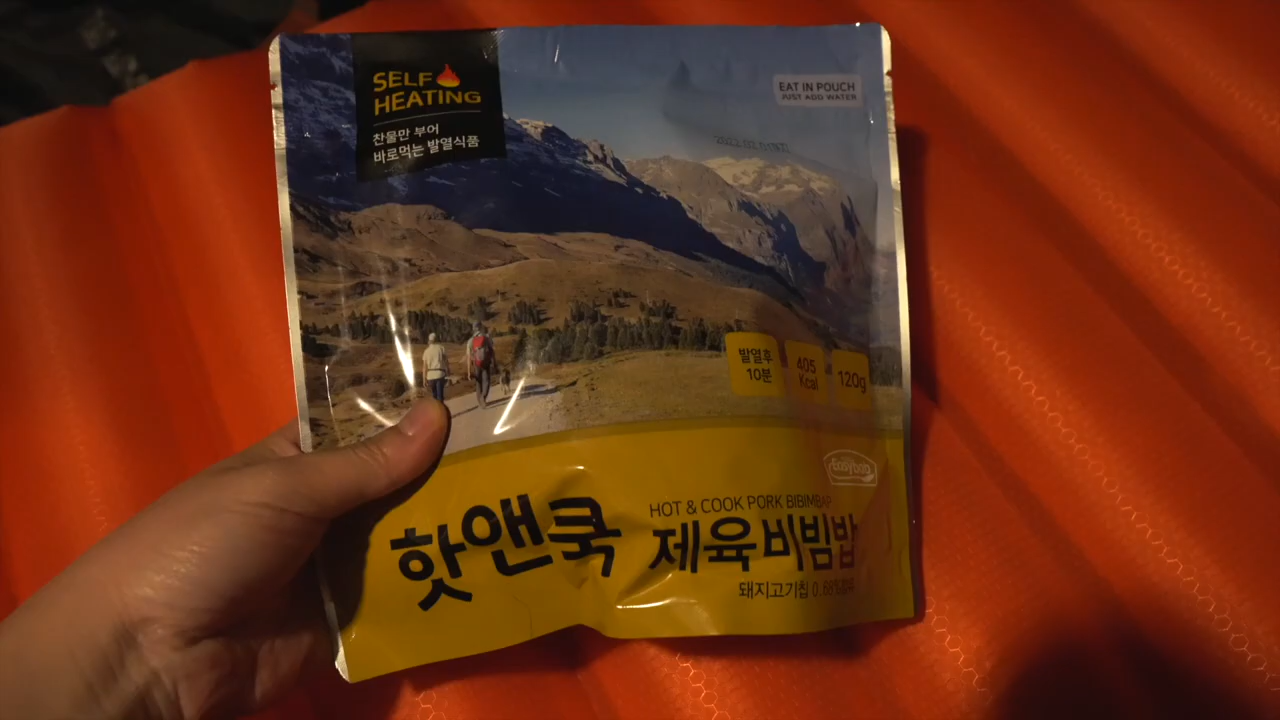 SELF
HEATING
찬물만 부어
바로먹는 발열식품
EAT IN POUCH
JUST ADD WATER
발열후
10분
405
Kcal
120g
Easybab
핫앤쿡
HOT & COOK PORK BIBIMBAP
제육비빔밥
돼지고기칩